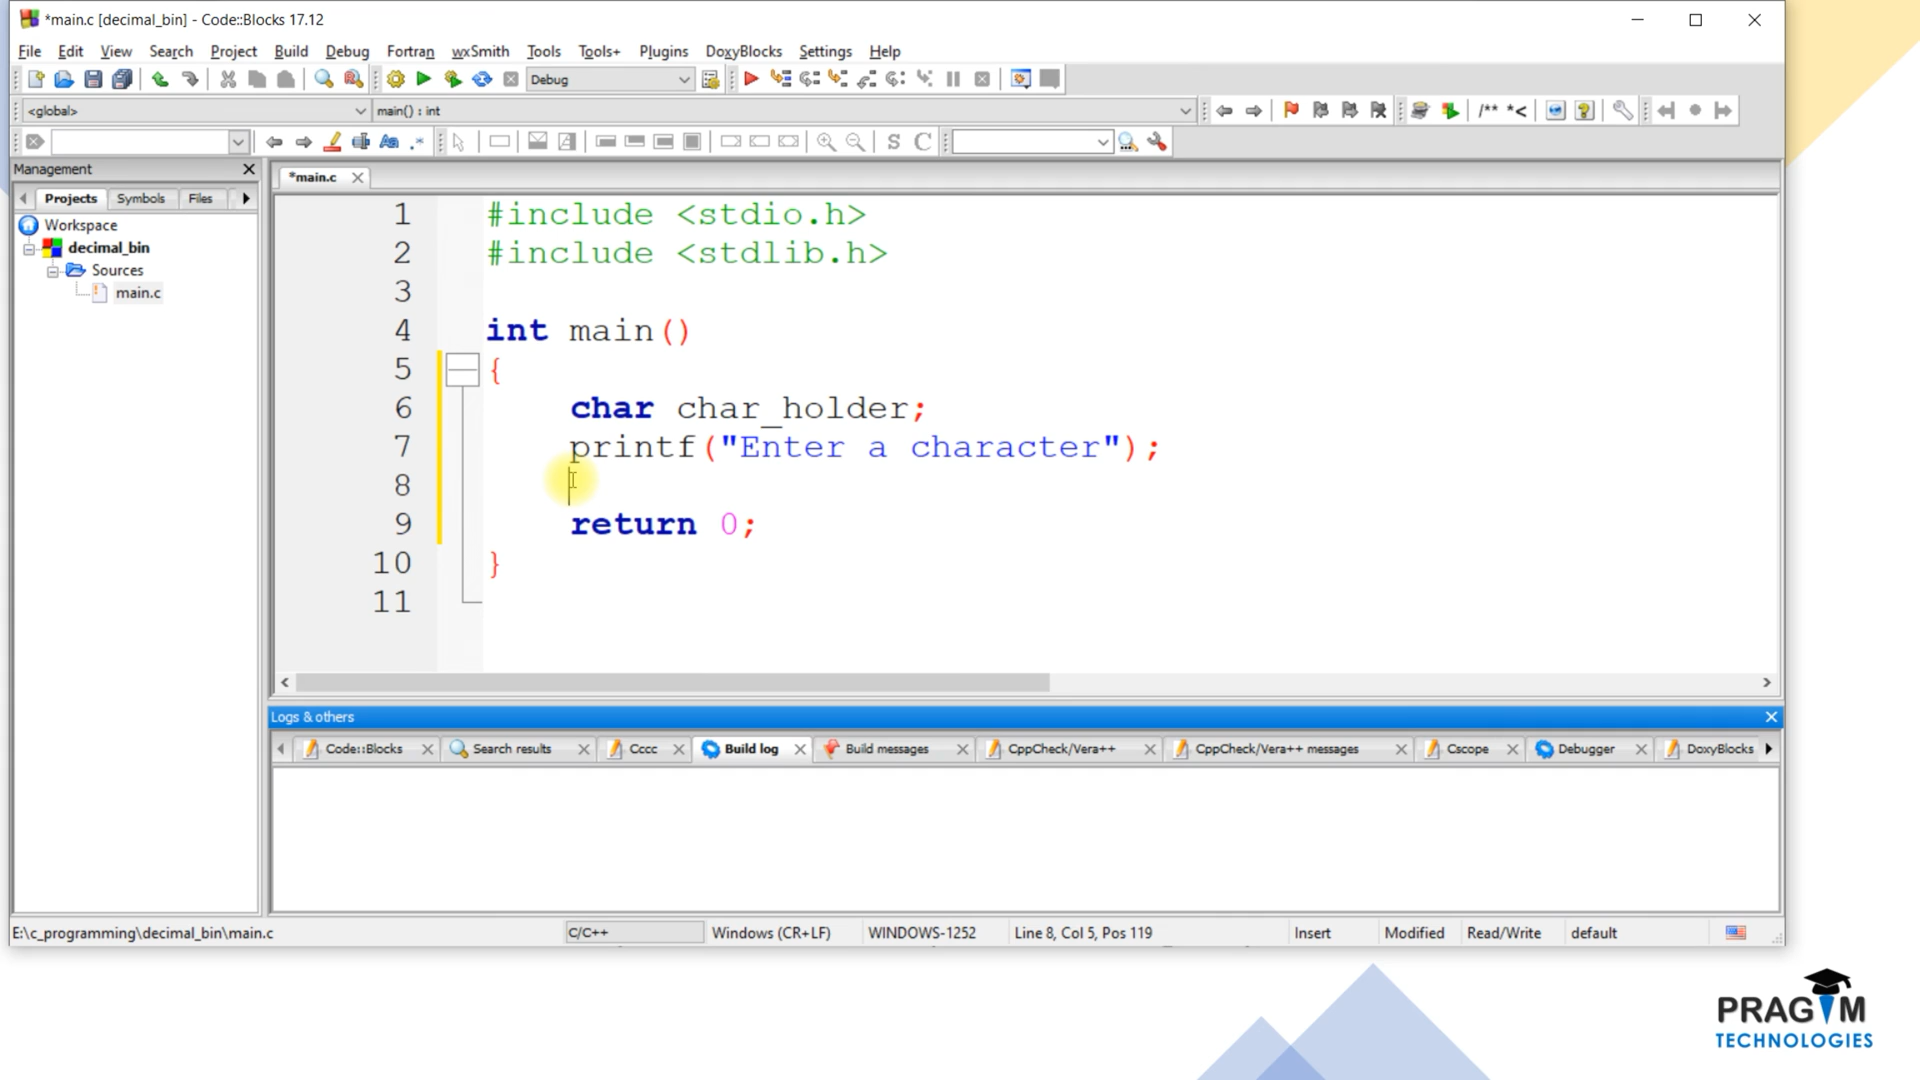 *main.c [decimal_bin] - Code::Blocks 17.12
File Edit View Search Project Build Debug Fortran wxSmith Tools Tools+ Plugins DoxyBlocks Settings Help
Debug
<global> main() : int /** *<
Aa .* S C
Management
*main.c
Projects Symbols Files
Workspace
decimal_bin
Sources
main.c
1 #include <stdio.h>
2 #include <stdlib.h>
3
4 int main()
5 {
6 char char_holder;
7 printf("Enter a character");
8
9 return 0;
10 }
11
Logs & others
Code::Blocks Search results Cccc Build log Build messages CppCheck/Vera++ CppCheck/Vera++ messages Cscope Debugger DoxyBlocks
E:\c_programming\decimal_bin\main.c C/C++ Windows (CR+LF) WINDOWS-1252 Line 8, Col 5, Pos 119 Insert Modified Read/Write default
PRAGIM
TECHNOLOGIES